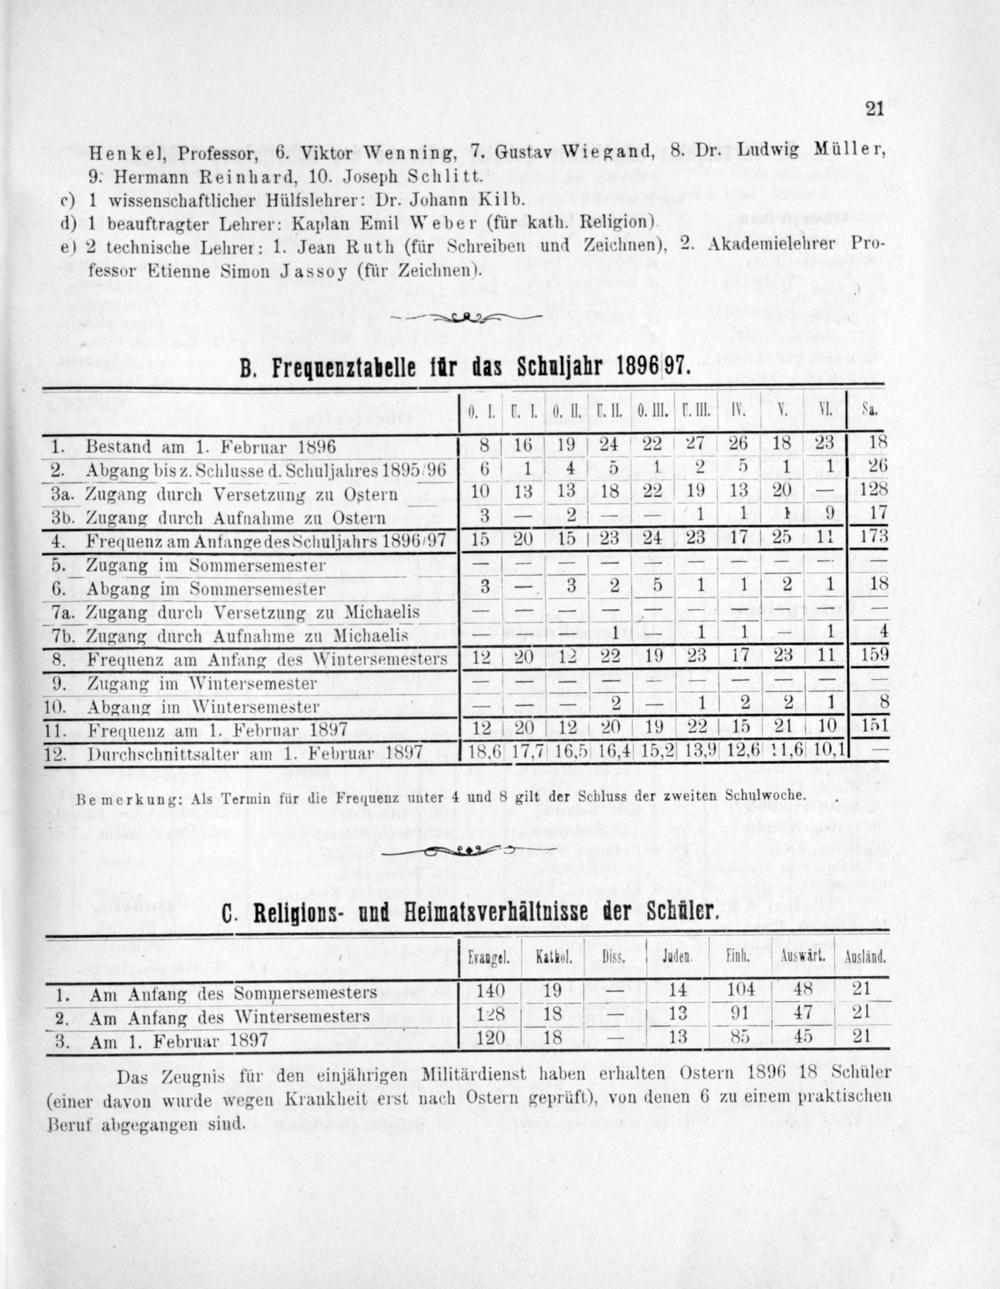 21
Henkel, Professor, 6. Viktor Wenning, 7. Gustav Wiegand, 8. Dr. Ludwig Müller,
9. Hermann Reinhard, 10. Joseph Schlitt.
c) 1 wissenschaftlicher Hülfslehrer: Dr. Johann Kilb.
d) 1 beauftragter Lehrer: Kaplan Emil Weber (für kath. Religion).
e) 2 technische Lehrer: 1. Jean Ruth (für Schreiben und Zeichnen), 2. Akademielehrer Pro-
fessor Etienne Simon Jassoy (für Zeichnen).
B. Frequenztabelle für das Schuljahr 1896|97.
O. I. U. I. O. II. U. II. O. III. U. III. IV. V. VI. Sa.
1. Bestand am 1. Februar 1896 8 16 19 24 22 27 26 18 23 18
2. Abgang bis z. Schlusse d. Schuljahres 1895/96 6 1 4 5 1 2 5 1 1 26
3a. Zugang durch Versetzung zu Ostern 10 13 13 18 22 19 13 20 — 128
3b. Zugang durch Aufnahme zu Ostern 3 — 2 — — 1 1 1 9 17
4. Frequenz am Anfange des Schuljahrs 1896/97 15 20 15 23 24 23 17 25 11 173
5. Zugang im Sommersemester — — — — — — — — — —
6. Abgang im Sommersemester 3 — 3 2 5 1 1 2 1 18
7a. Zugang durch Versetzung zu Michaelis — — — — — — — — — —
7b. Zugang durch Aufnahme zu Michaelis — — — 1 — 1 1 — 1 4
8. Frequenz am Anfang des Wintersemesters 12 20 12 22 19 23 17 23 11 159
9. Zugang im Wintersemester — — — — — — — — — —
10. Abgang im Wintersemester — — — 2 — 1 2 2 1 8
11. Frequenz am 1. Februar 1897 12 20 12 20 19 22 15 21 10 151
12. Durchschnittsalter am 1. Februar 1897 18,6 17,7 16,5 16,4 15,2 13,9 12,6 11,6 10,1 —
Bemerkung: Als Termin für die Frequenz unter 4 und 8 gilt der Schluss der zweiten Schulwoche.
C. Religions- und Heimatsverhältnisse der Schüler.
Evangel. Kathol. Diss. Juden. Einh. Auswärt. Ausländ.
1. Am Anfang des Sommersemesters 140 19 — 14 104 48 21
2. Am Anfang des Wintersemesters 128 18 — 13 91 47 21
3. Am 1. Februar 1897 120 18 — 13 85 45 21
Das Zeugnis für den einjährigen Militärdienst haben erhalten Ostern 1896 18 Schüler
(einer davon wurde wegen Krankheit erst nach Ostern geprüft), von denen 6 zu einem praktischen
Beruf abgegangen sind.